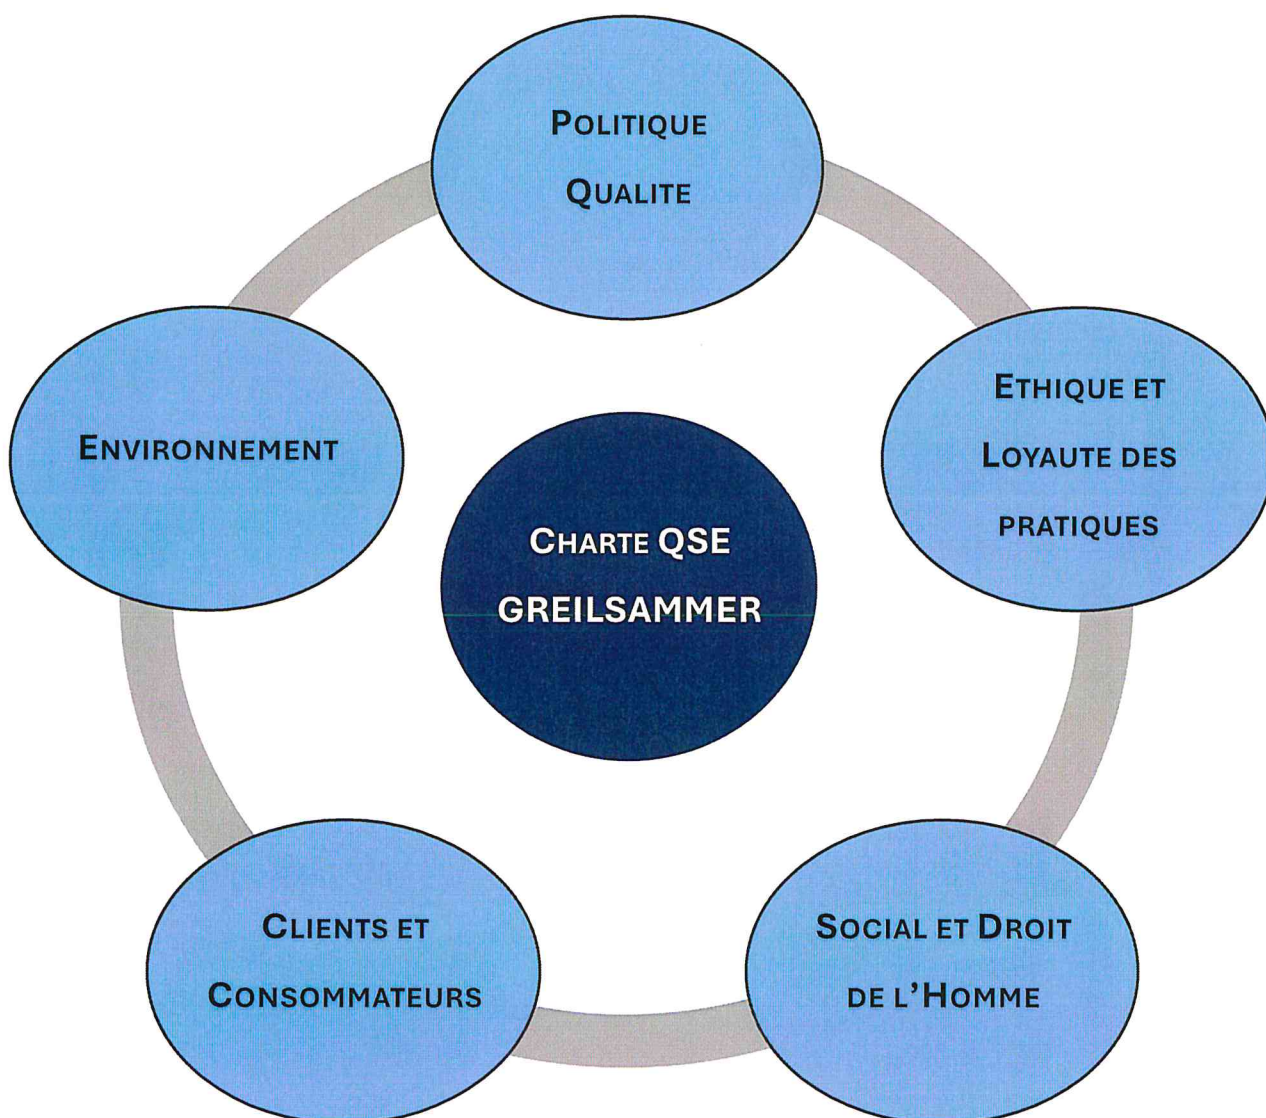 POLITIQUE
QUALITE
ETHIQUE ET
LOYAUTE DES
PRATIQUES
ENVIRONNEMENT
CHARTE QSE
GREILSAMMER
CLIENTS ET
CONSOMMATEURS
SOCIAL ET DROIT
DE L'HOMME